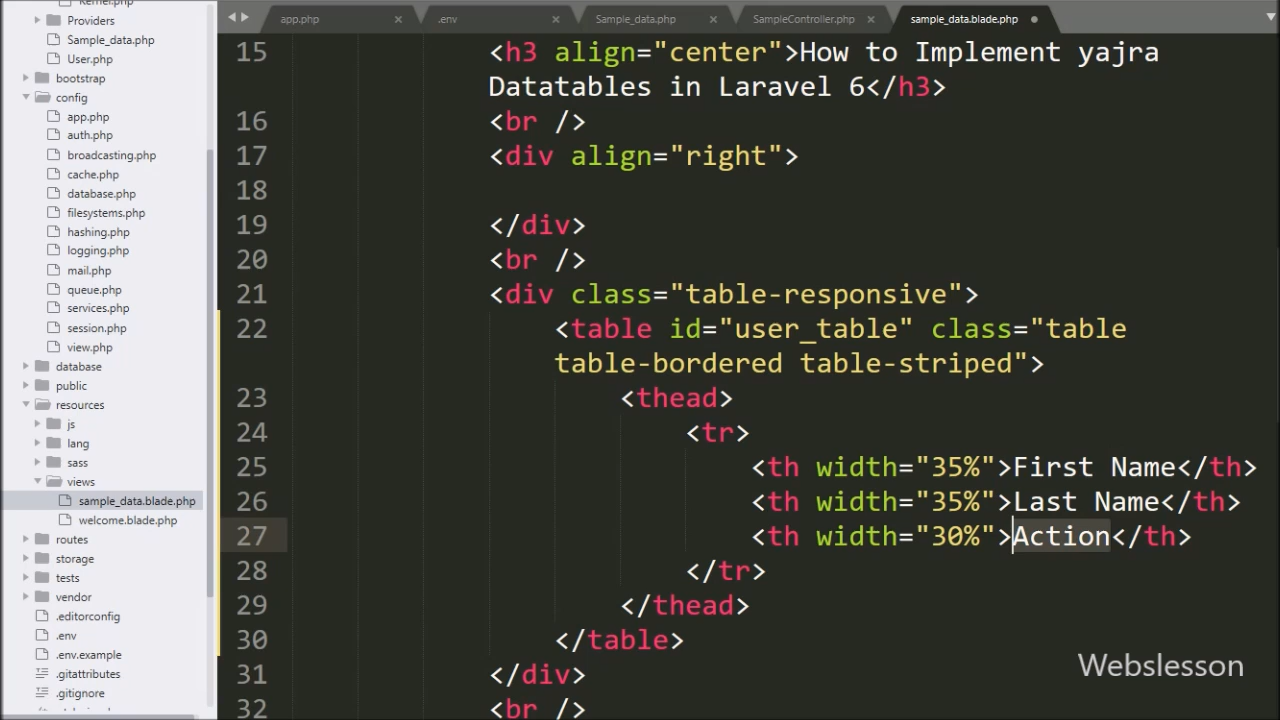 Kernel.php
Providers
Sample_data.php
User.php
bootstrap
config
app.php
auth.php
broadcasting.php
cache.php
database.php
filesystems.php
hashing.php
logging.php
mail.php
queue.php
services.php
session.php
view.php
database
public
resources
js
lang
sass
views
sample_data.blade.php
welcome.blade.php
routes
storage
tests
vendor
.editorconfig
.env
.env.example
.gitattributes
.gitignore
app.php × .env × Sample_data.php × SampleController.php × sample_data.blade.php
15 <h3 align="center">How to Implement yajra
Datatables in Laravel 6</h3>
16 <br />
17 <div align="right">
18
19 </div>
20 <br />
21 <div class="table-responsive">
22 <table id="user_table" class="table
table-bordered table-striped">
23 <thead>
24 <tr>
25 <th width="35%">First Name</th>
26 <th width="35%">Last Name</th>
27 <th width="30%">Action</th>
28 </tr>
29 </thead>
30 </table>
31 </div>
32 <br />
Webslesson